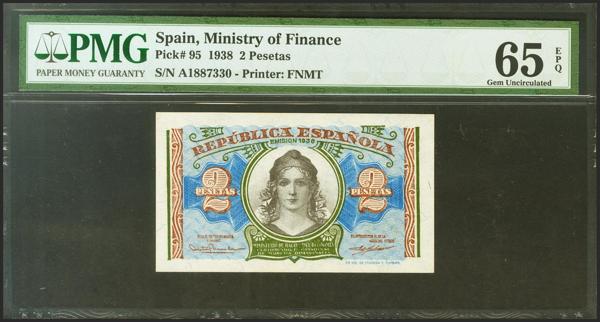 PMG
PAPER MONEY GUARANTY
Spain, Ministry of Finance
Pick# 95 1938 2 Pesetas
S/N A1887330 - Printer: FNMT
65 EPQ
Gem Uncirculated
REPÚBLICA ESPAÑOLA
EMISION 1938
2 PESETAS
2 PESETAS